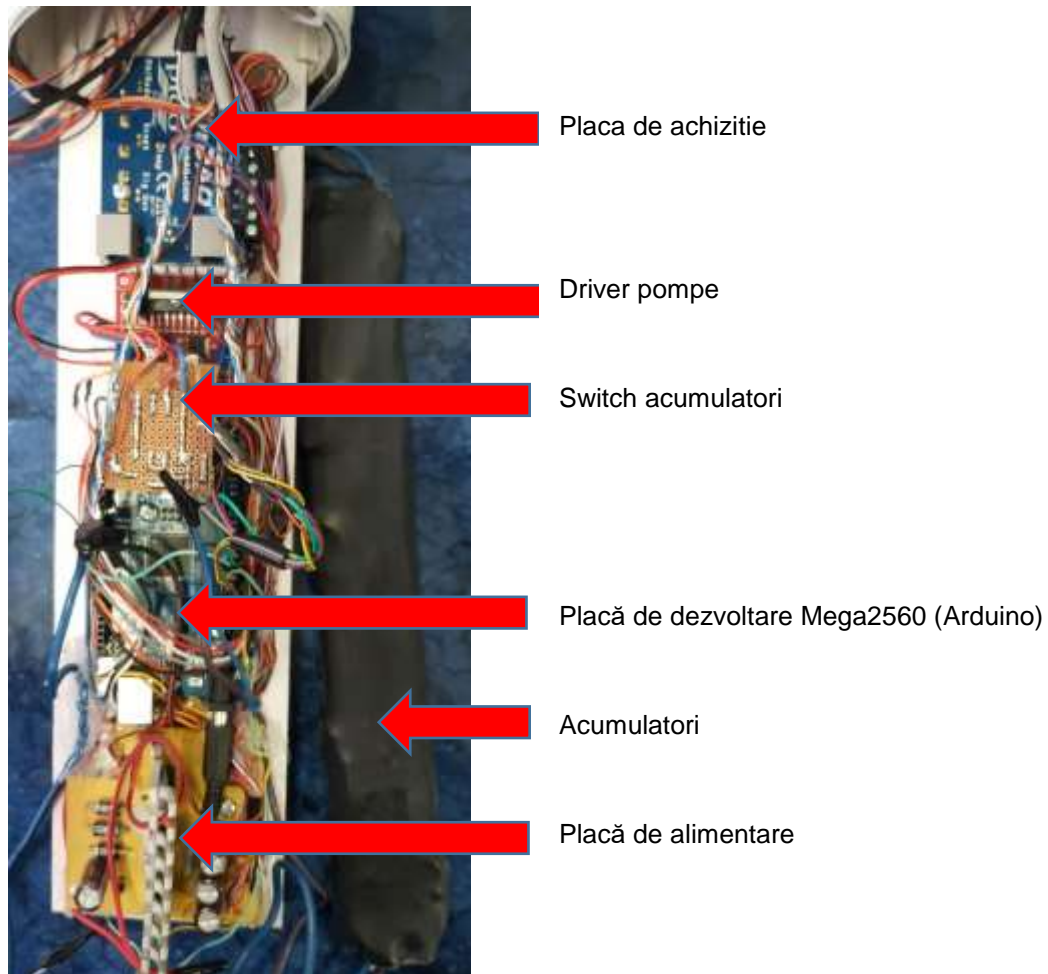 Placa de achizitie
Driver pompe
Switch acumulatori
Placă de dezvoltare Mega2560 (Arduino)
Acumulatori
Placă de alimentare